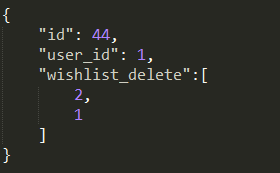 {
    "id": 44,
    "user_id": 1,
    "wishlist_delete":[
        2,
        1
    ]
}